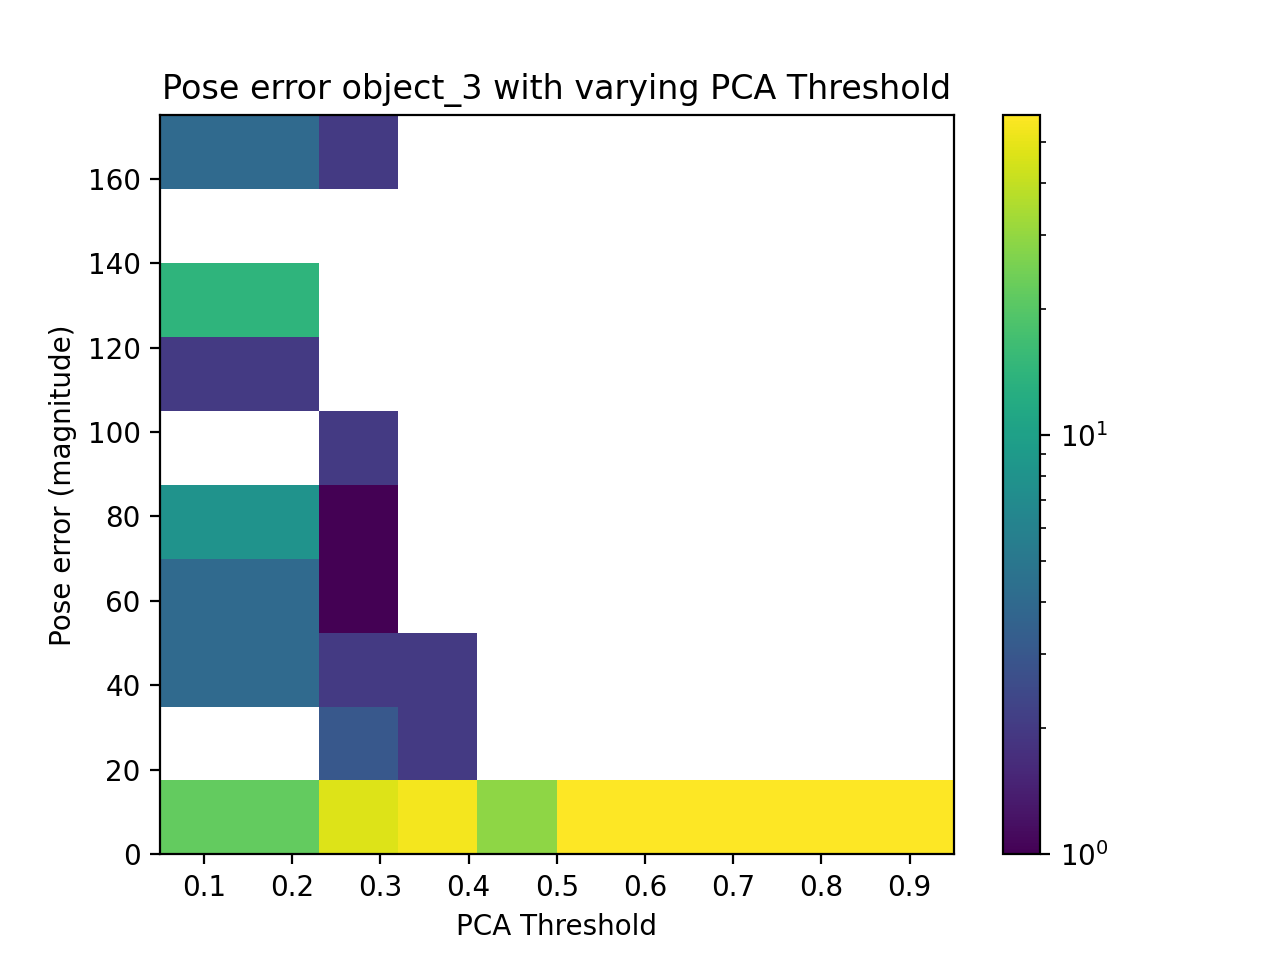 Pose error object_3 with varying PCA Threshold
Pose error (magnitude)
160
140
120
100
80
60
40
20
0
0.1 0.2 0.3 0.4 0.5 0.6 0.7 0.8 0.9
PCA Threshold
10¹
10⁰